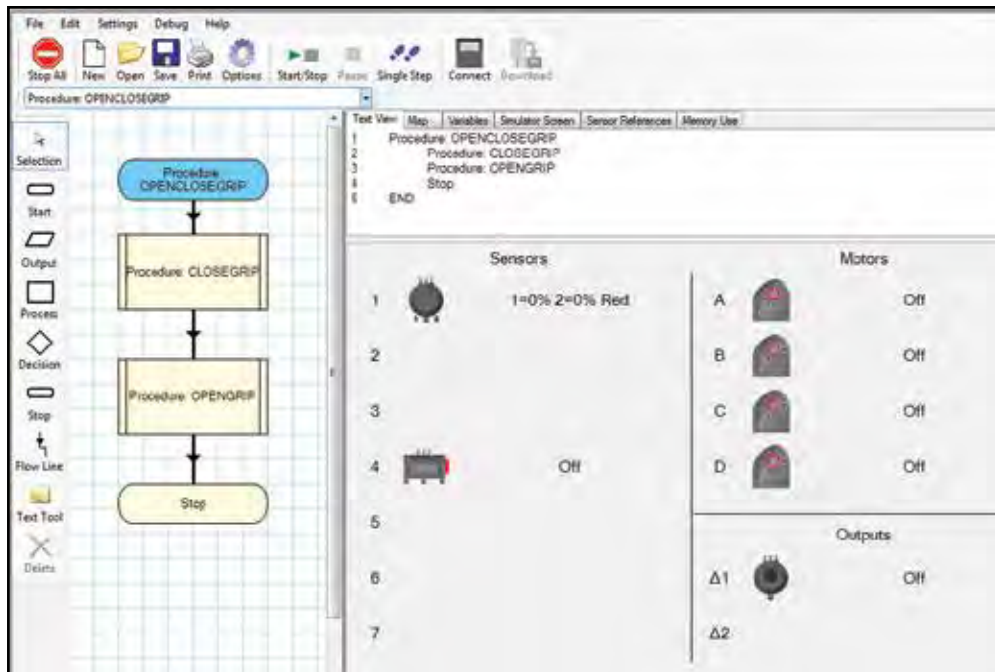 File Edit Settings Debug Help
Stop All New Open Save Print Options Start/Stop Pause Single Step Connect Download
Procedure: OPENCLOSEGRIP
Text View Map Variables Simulator Screen Sensor References Memory Use
1 Procedure: OPENCLOSEGRIP
2 Procedure: CLOSEGRIP
3 Procedure: OPENGRIP
4 Stop
5 END
Selection
Start
Output
Process
Decision
Stop
Flow Line
Text Tool
Delete
Procedure
OPENCLOSEGRIP
Procedure: CLOSEGRIP
Procedure: OPENGRIP
Stop
Sensors
1 1=0% 2=0% Red
2
3
4 Off
5
6
7
Motors
A Off
B Off
C Off
D Off
Outputs
Δ1 Off
Δ2